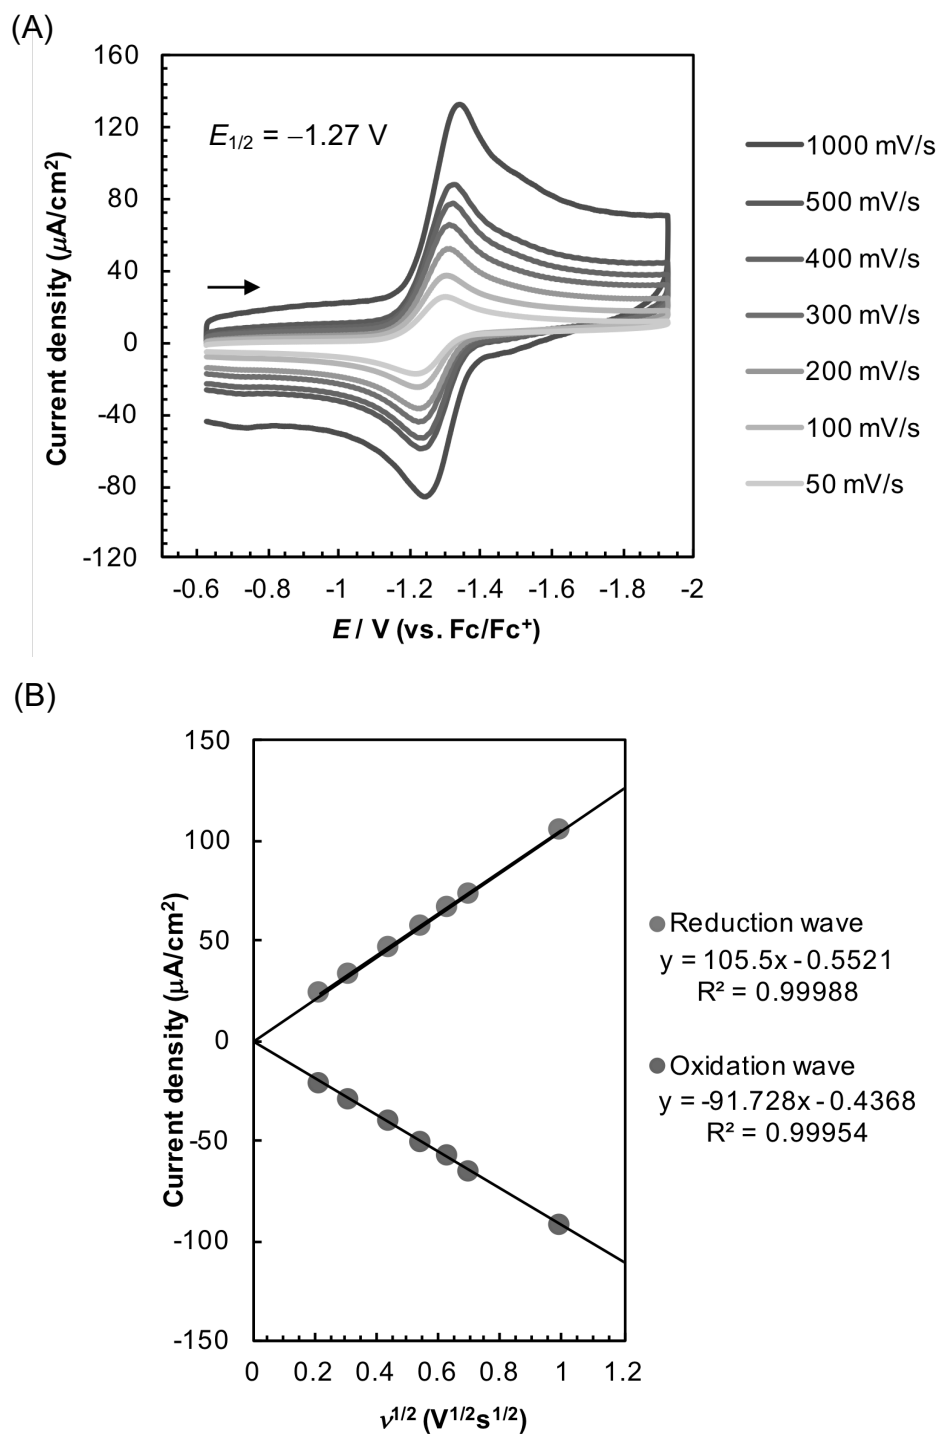 (A)
160
120
80
40
0
-40
-80
-120
Current density (μA/cm²)
E1/2 = −1.27 V
-0.6 -0.8 -1 -1.2 -1.4 -1.6 -1.8 -2
E / V (vs. Fc/Fc⁺)
1000 mV/s
500 mV/s
400 mV/s
300 mV/s
200 mV/s
100 mV/s
50 mV/s
(B)
150
100
50
0
-50
-100
-150
Current density (μA/cm²)
0 0.2 0.4 0.6 0.8 1 1.2
ν1/2 (V1/2s1/2)
Reduction wave
y = 105.5x - 0.5521
R² = 0.99988
Oxidation wave
y = -91.728x - 0.4368
R² = 0.99954